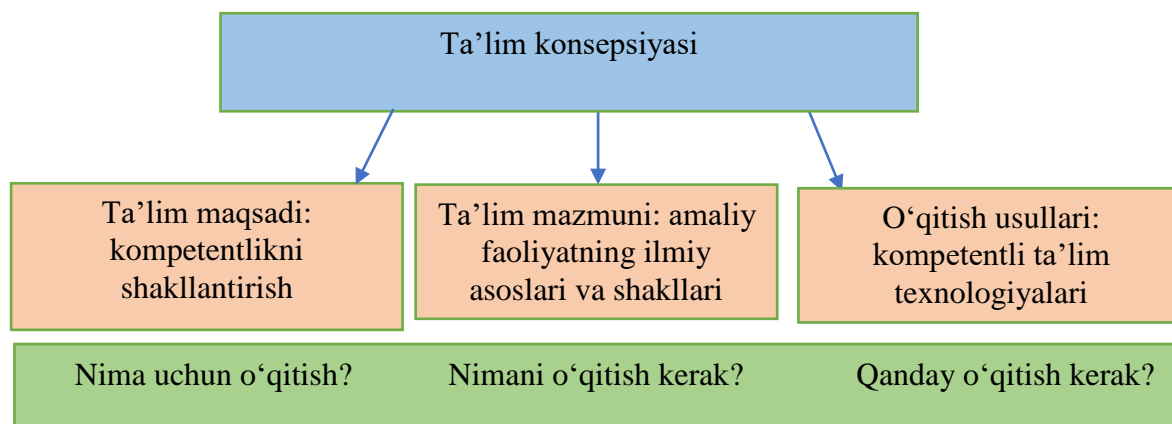 Ta’lim konsepsiyasi
Ta’lim maqsadi:
kompetentlikni
shakllantirish
Ta’lim mazmuni: amaliy
faoliyatning ilmiy
asoslari va shakllari
O‘qitish usullari:
kompetentli ta’lim
texnologiyalari
Nima uchun o‘qitish? Nimani o‘qitish kerak? Qanday o‘qitish kerak?